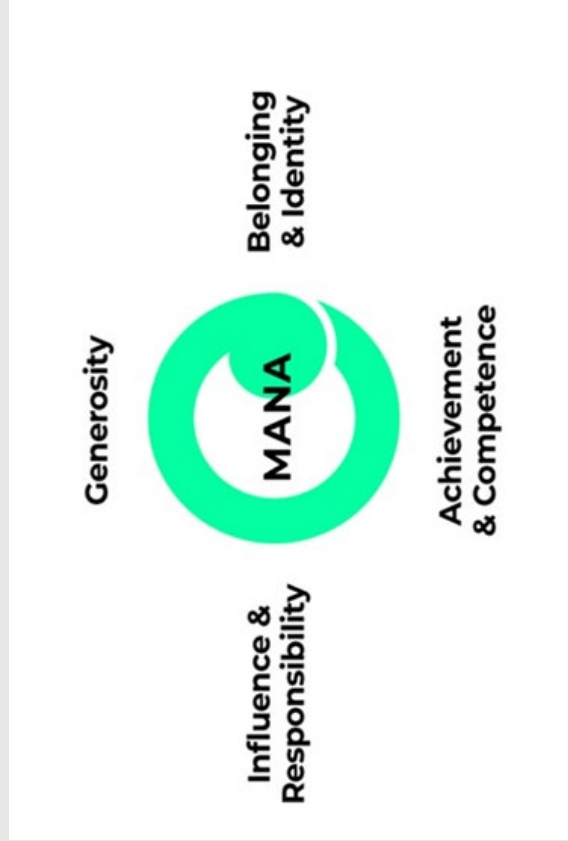 Generosity
Influence &
Responsibility
MANA
Belonging
& Identity
Achievement
& Competence